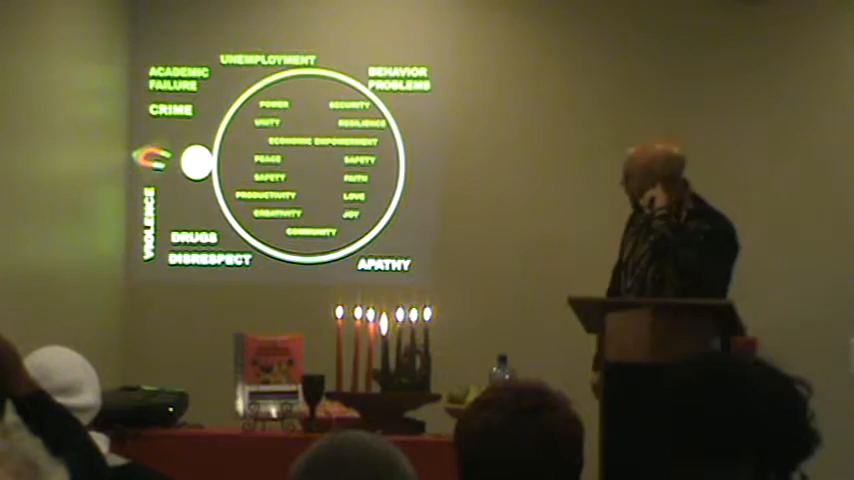 UNEMPLOYMENT
ACADEMIC
FAILURE
BEHAVIOR
PROBLEMS
CRIME
POWER
SECURITY
UNITY
RESILIENCE
ECONOMIC EMPOWERMENT
PEACE
SAFETY
SAFETY
FAITH
PRODUCTIVITY
LOVE
CREATIVITY
JOY
COMMUNITY
VIOLENCE
DRUGS
DISRESPECT
APATHY